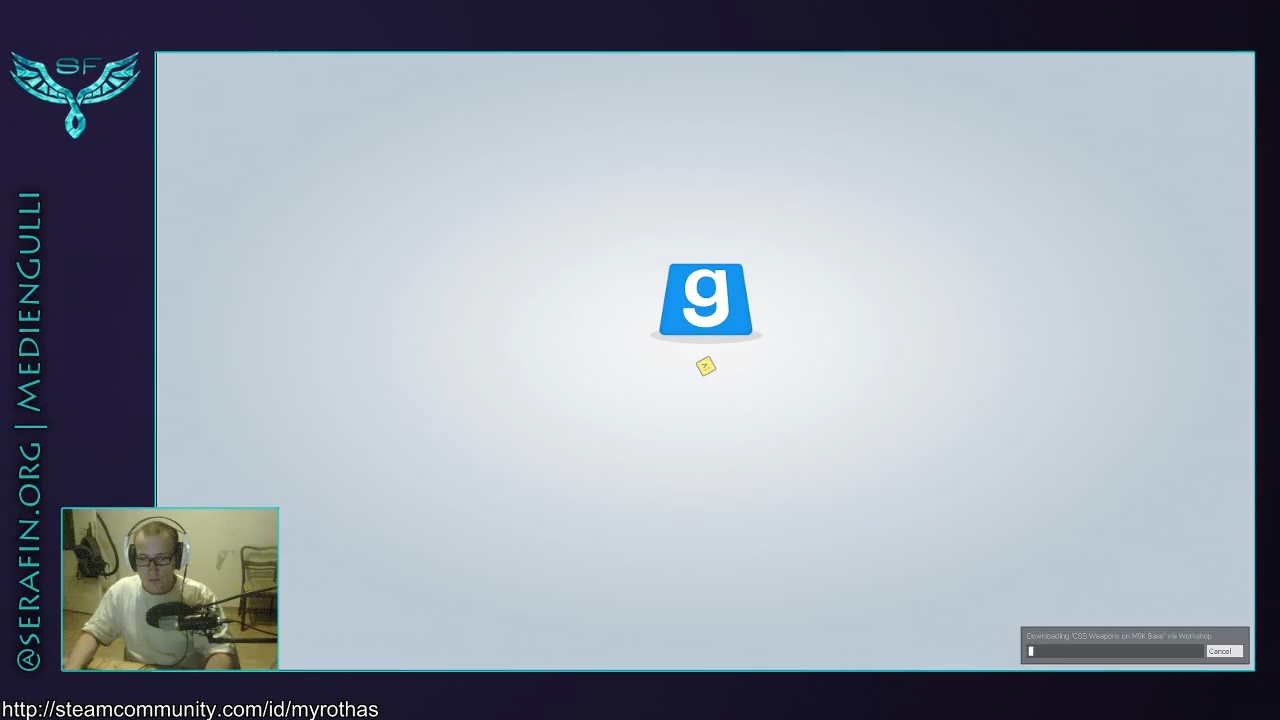 SF
@SERAFIN.ORG | MEDIENGULLI
g
Downloading 'CSS Weapons on M9K Base' via Workshop
Cancel
http://steamcommunity.com/id/myrothas